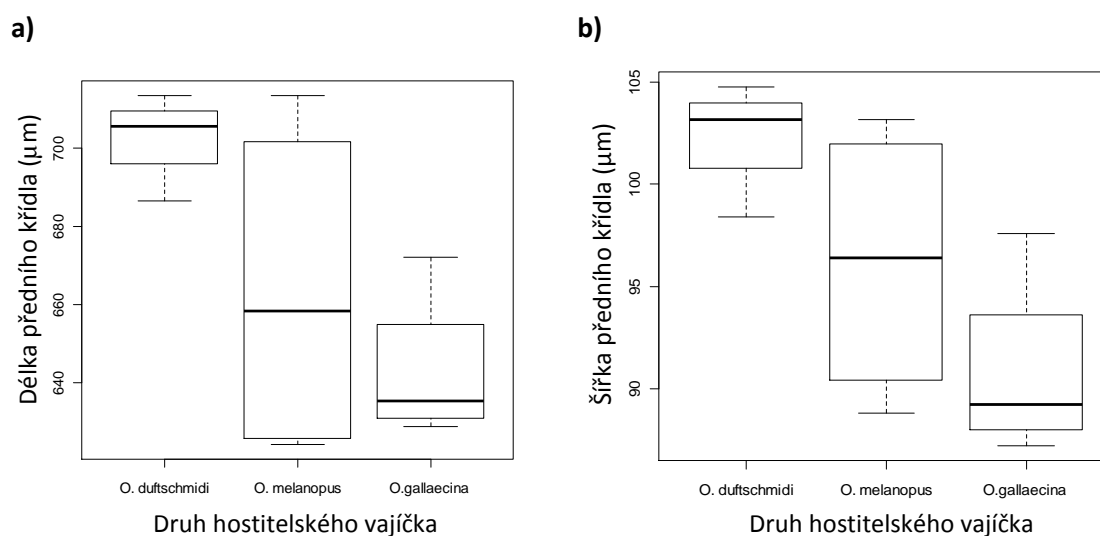 a)
Délka předního křídla (µm)
700
680
660
640
O. duftschmidi O. melanopus O.gallaecina
Druh hostitelského vajíčka
b)
Šířka předního křídla (µm)
105
100
95
90
O. duftschmidi O. melanopus O.gallaecina
Druh hostitelského vajíčka